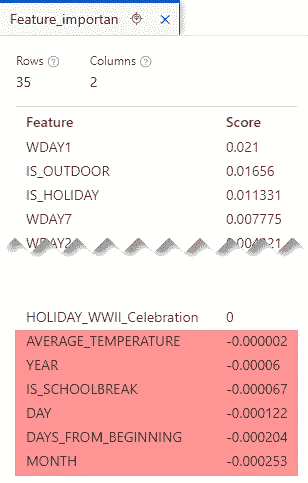 Feature_importan
Rows Columns
35 2
Feature Score
WDAY1 0.021
IS_OUTDOOR 0.01656
IS_HOLIDAY 0.011331
WDAY7 0.007775
HOLIDAY_WWII_Celebration 0
AVERAGE_TEMPERATURE -0.000002
YEAR -0.00006
IS_SCHOOLBREAK -0.000067
DAY -0.000122
DAYS_FROM_BEGINNING -0.000204
MONTH -0.000253